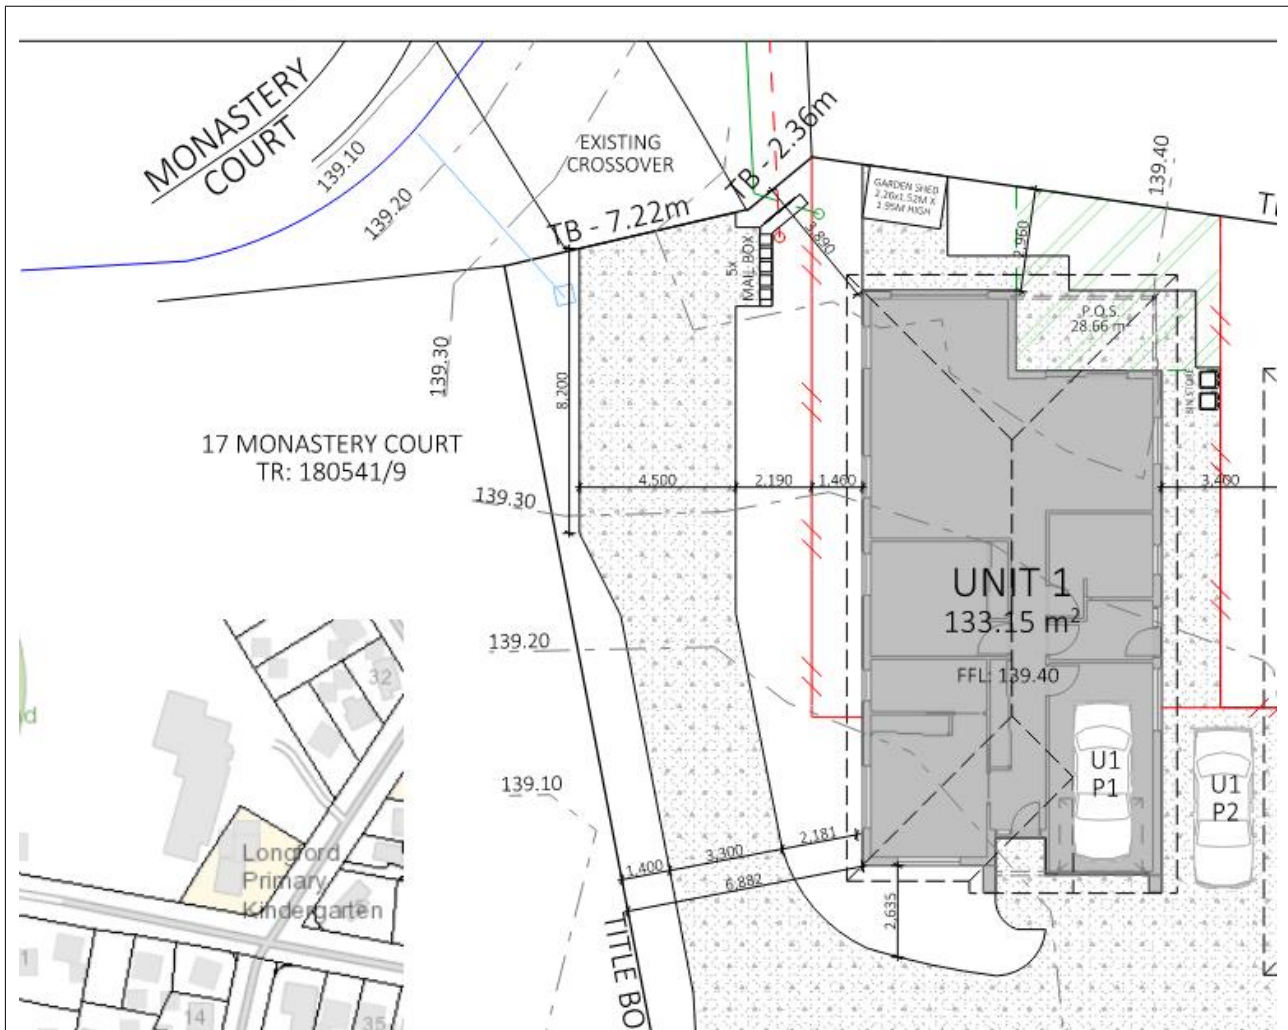 MONASTERY
COURT
139.10
139.20
139.30
EXISTING
CROSSOVER
TB - 7.22m
TB - 2.36m
139.40
GARDEN SHED
2.26x1.52M X
1.95M HIGH
5x
MAIL BOX
3,890
2,960
P.O.S.
28.66 m²
BIN STORE
8,200
17 MONASTERY COURT
TR: 180541/9
139.30
4,500
2,190
1,460
3,400
UNIT 1
133.15 m²
FFL: 139.40
139.20
139.10
U1
P1
U1
P2
2,181
3,300
1,400
6,882
2,635
TITLE BO
32
Longford
Primary
Kindergarten
14
35